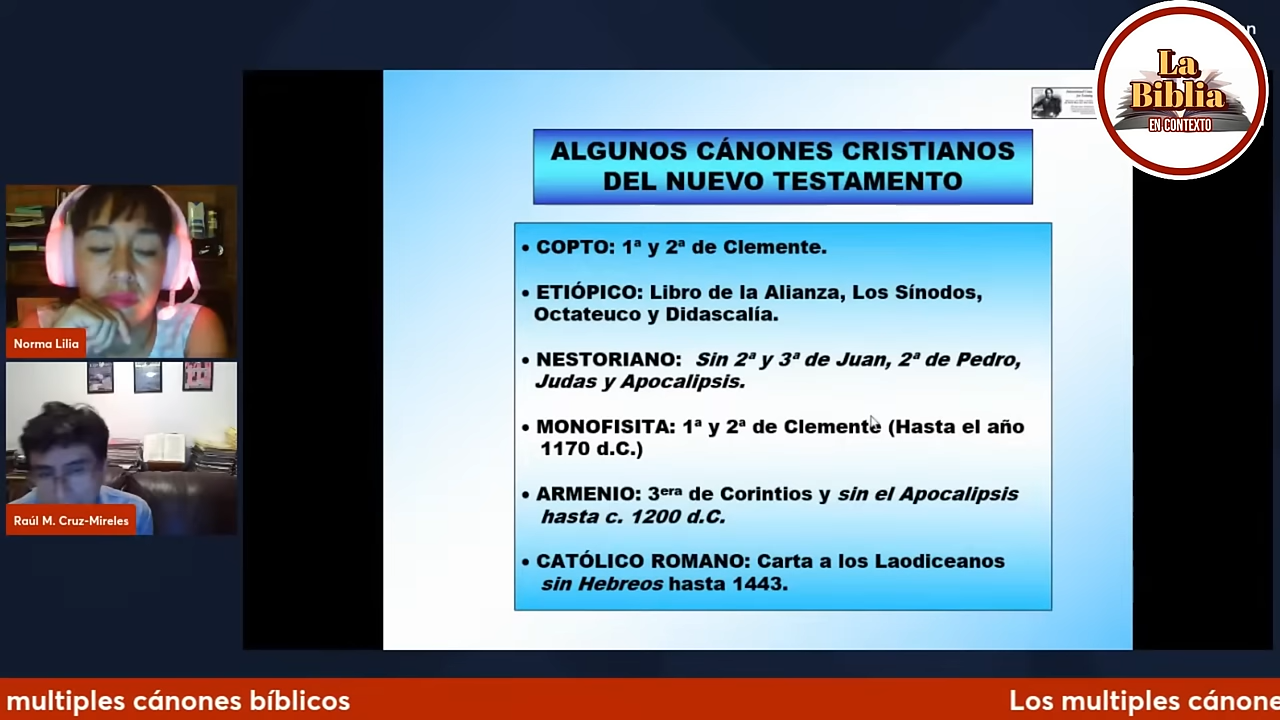 La
Biblia
EN CONTEXTO
ALGUNOS CÁNONES CRISTIANOS
DEL NUEVO TESTAMENTO
• COPTO: 1ª y 2ª de Clemente.
• ETIÓPICO: Libro de la Alianza, Los Sínodos,
Octateuco y Didascalía.
• NESTORIANO: Sin 2ª y 3ª de Juan, 2ª de Pedro,
Judas y Apocalipsis.
• MONOFISITA: 1ª y 2ª de Clemente (Hasta el año
1170 d.C.)
• ARMENIO: 3era de Corintios y sin el Apocalipsis
hasta c. 1200 d.C.
• CATÓLICO ROMANO: Carta a los Laodiceanos
sin Hebreos hasta 1443.
Norma Lilia
Raúl M. Cruz-Mireles
multiples cánones bíblicos
Los multiples cánone